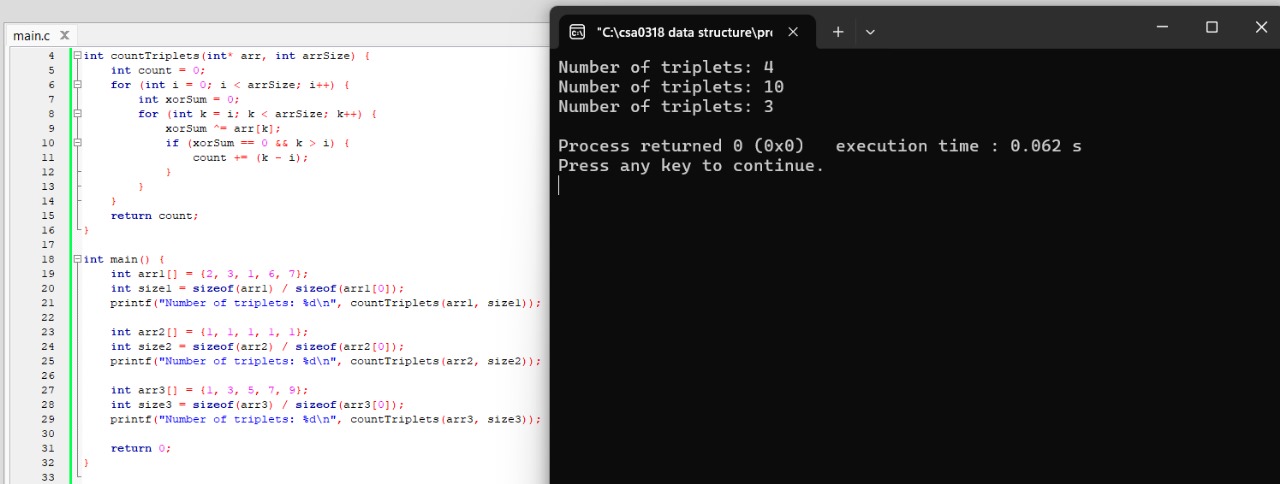 main.c X
4 int countTriplets(int* arr, int arrSize) {
5 int count = 0;
6 for (int i = 0; i < arrSize; i++) {
7 int xorSum = 0;
8 for (int k = i; k < arrSize; k++) {
9 xorSum ^= arr[k];
10 if (xorSum == 0 && k > i) {
11 count += (k - i);
12 }
13 }
14 }
15 return count;
16 }
17
18 int main() {
19 int arr1[] = {2, 3, 1, 6, 7};
20 int size1 = sizeof(arr1) / sizeof(arr1[0]);
21 printf("Number of triplets: %d\n", countTriplets(arr1, size1));
22
23 int arr2[] = {1, 1, 1, 1, 1};
24 int size2 = sizeof(arr2) / sizeof(arr2[0]);
25 printf("Number of triplets: %d\n", countTriplets(arr2, size2));
26
27 int arr3[] = {1, 3, 5, 7, 9};
28 int size3 = sizeof(arr3) / sizeof(arr3[0]);
29 printf("Number of triplets: %d\n", countTriplets(arr3, size3));
30
31 return 0;
32 }
33
"C:\csa0318 data structure\pro
Number of triplets: 4
Number of triplets: 10
Number of triplets: 3
Process returned 0 (0x0) execution time : 0.062 s
Press any key to continue.